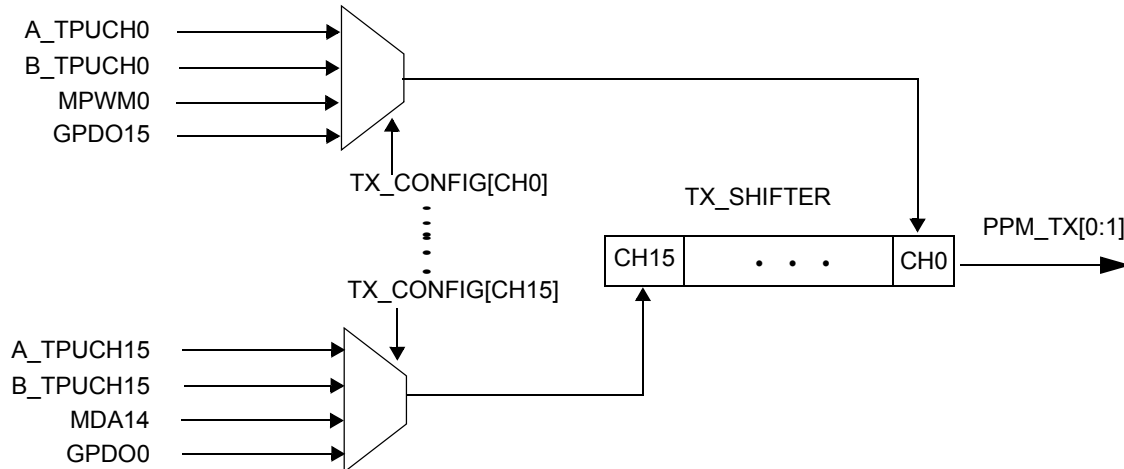 A_TPUCH0
B_TPUCH0
MPWM0
GPDO15
TX_CONFIG[CH0]
TX_SHIFTER
PPM_TX[0:1]
CH15
CH0
TX_CONFIG[CH15]
A_TPUCH15
B_TPUCH15
MDA14
GPDO0